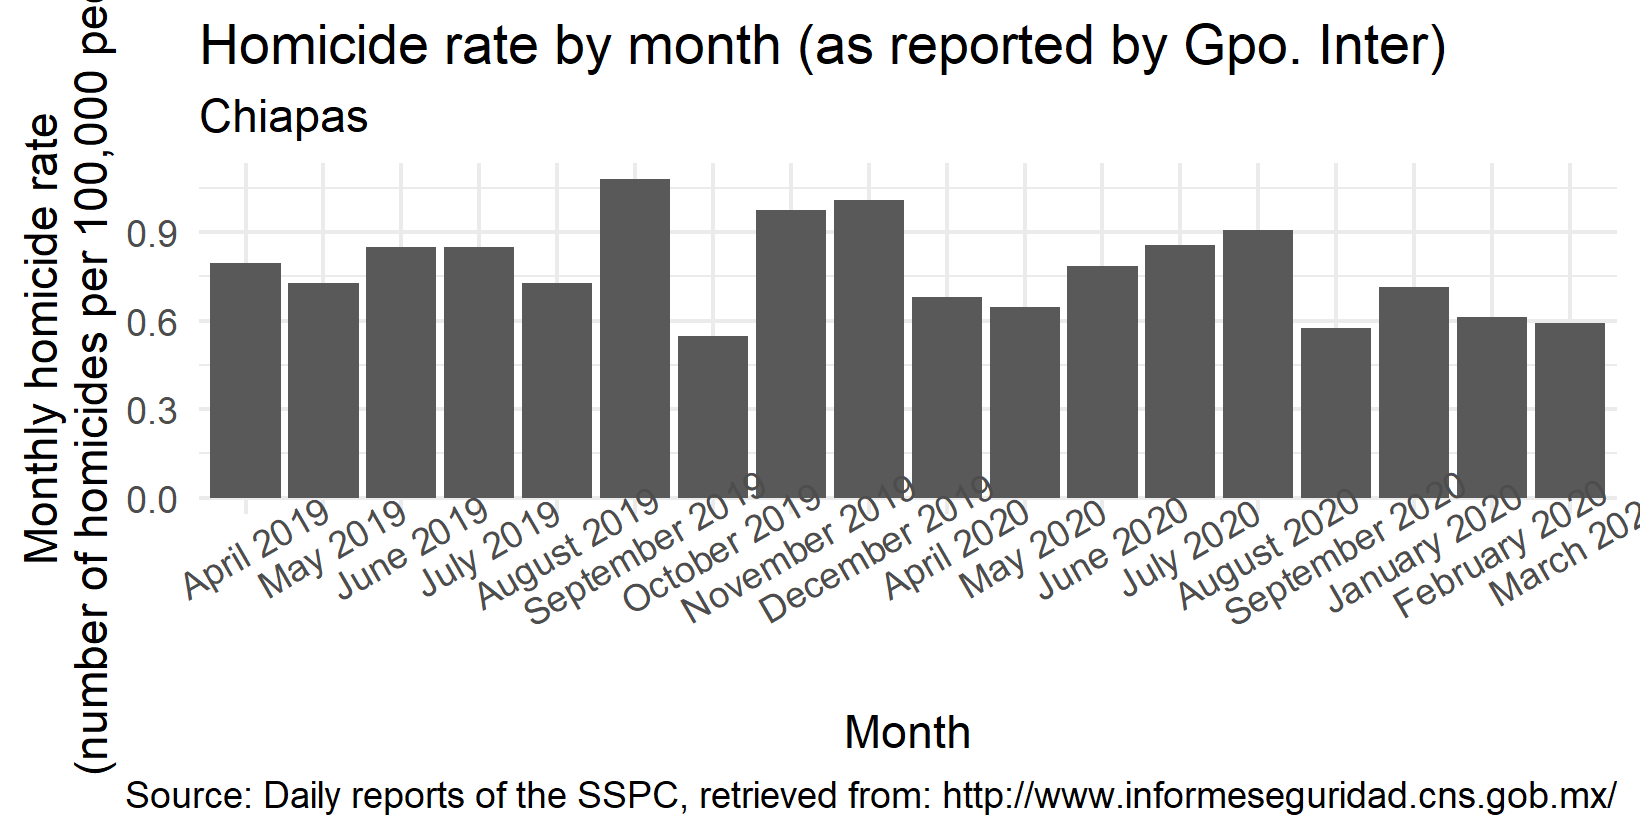 Homicide rate by month (as reported by Gpo. Inter)
Chiapas
Monthly homicide rate
(number of homicides per 100,000
0.9
0.6
0.3
0.0
April 2019
May 2019
June 2019
July 2019
August 2019
September 2019
October 2019
November 2019
December 2019
April 2020
May 2020
June 2020
July 2020
August 2020
September 2020
January 2020
February 2020
March 202
Month
Source: Daily reports of the SSPC, retrieved from: http://www.informeseguridad.cns.gob.mx/